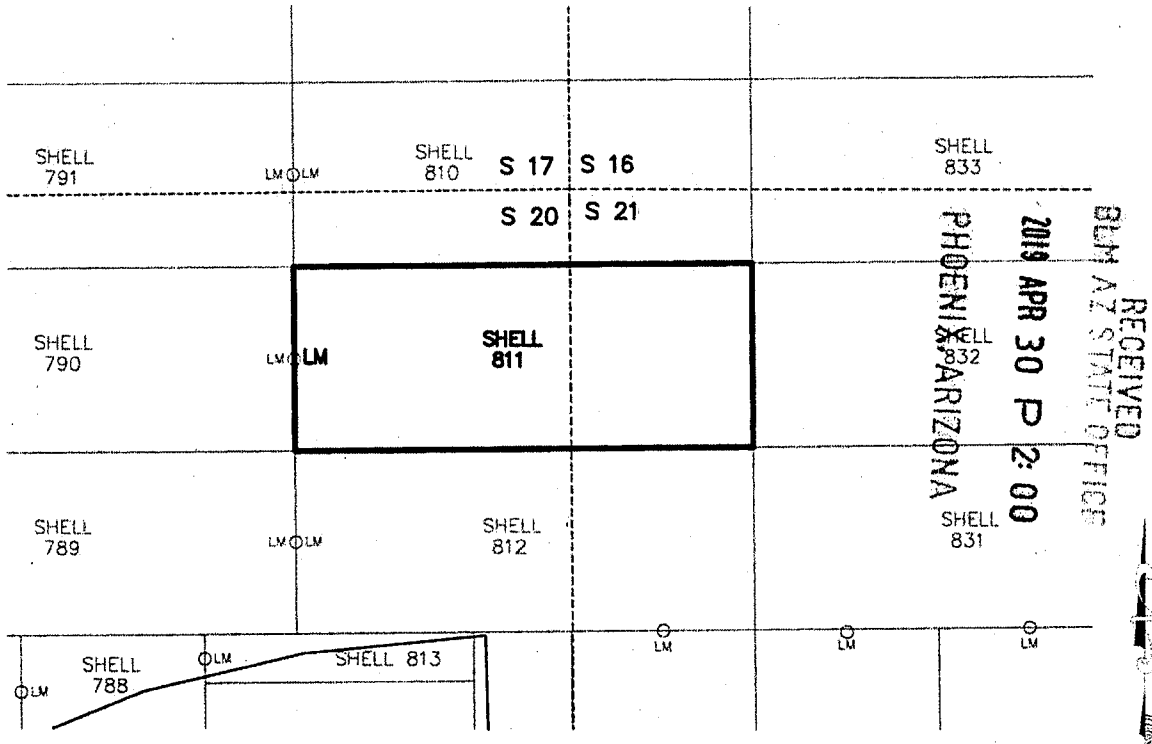 SHELL
791
LM LM
SHELL
810
S 17
S 16
SHELL
833
S 20
S 21
SHELL
790
LM LM
SHELL
811
SHELL
832
SHELL
789
LM LM
SHELL
812
SHELL
831
SHELL
788
LM
LM
SHELL 813
LM
LM
LM
RECEIVED
BLM AZ STATE OFFICE
2019 APR 30 P 2:00
PHOENIX, ARIZONA